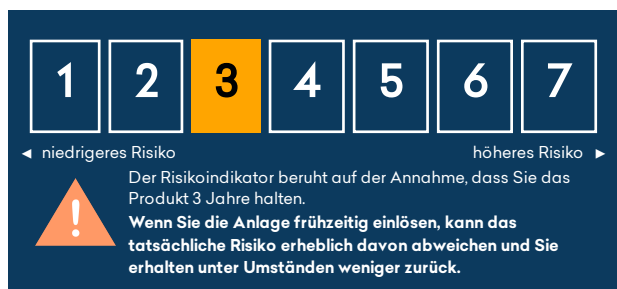 1 2 3 4 5 6 7
◄ niedrigeres Risiko höheres Risiko ►
Der Risikoindikator beruht auf der Annahme, dass Sie das
Produkt 3 Jahre halten.
Wenn Sie die Anlage frühzeitig einlösen, kann das
tatsächliche Risiko erheblich davon abweichen und Sie
erhalten unter Umständen weniger zurück.
!